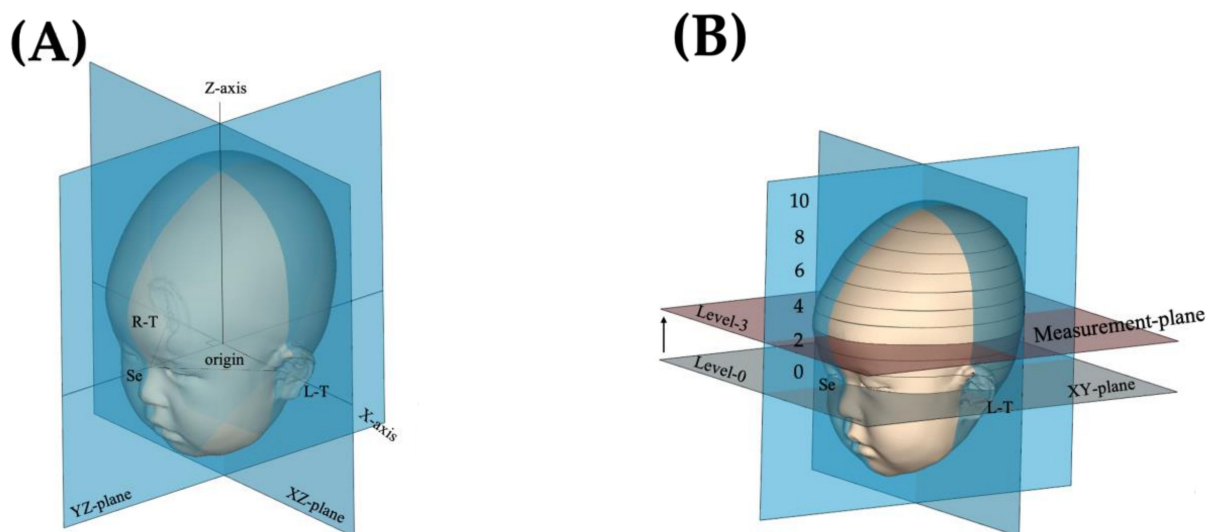 (A)
Z-axis
R-T
origin
Se
L-T
X-axis
YZ-plane
XZ-plane
(B)
10
8
6
4
2
0
Level-3
Measurement-plane
Level-0
Se
L-T
XY-plane